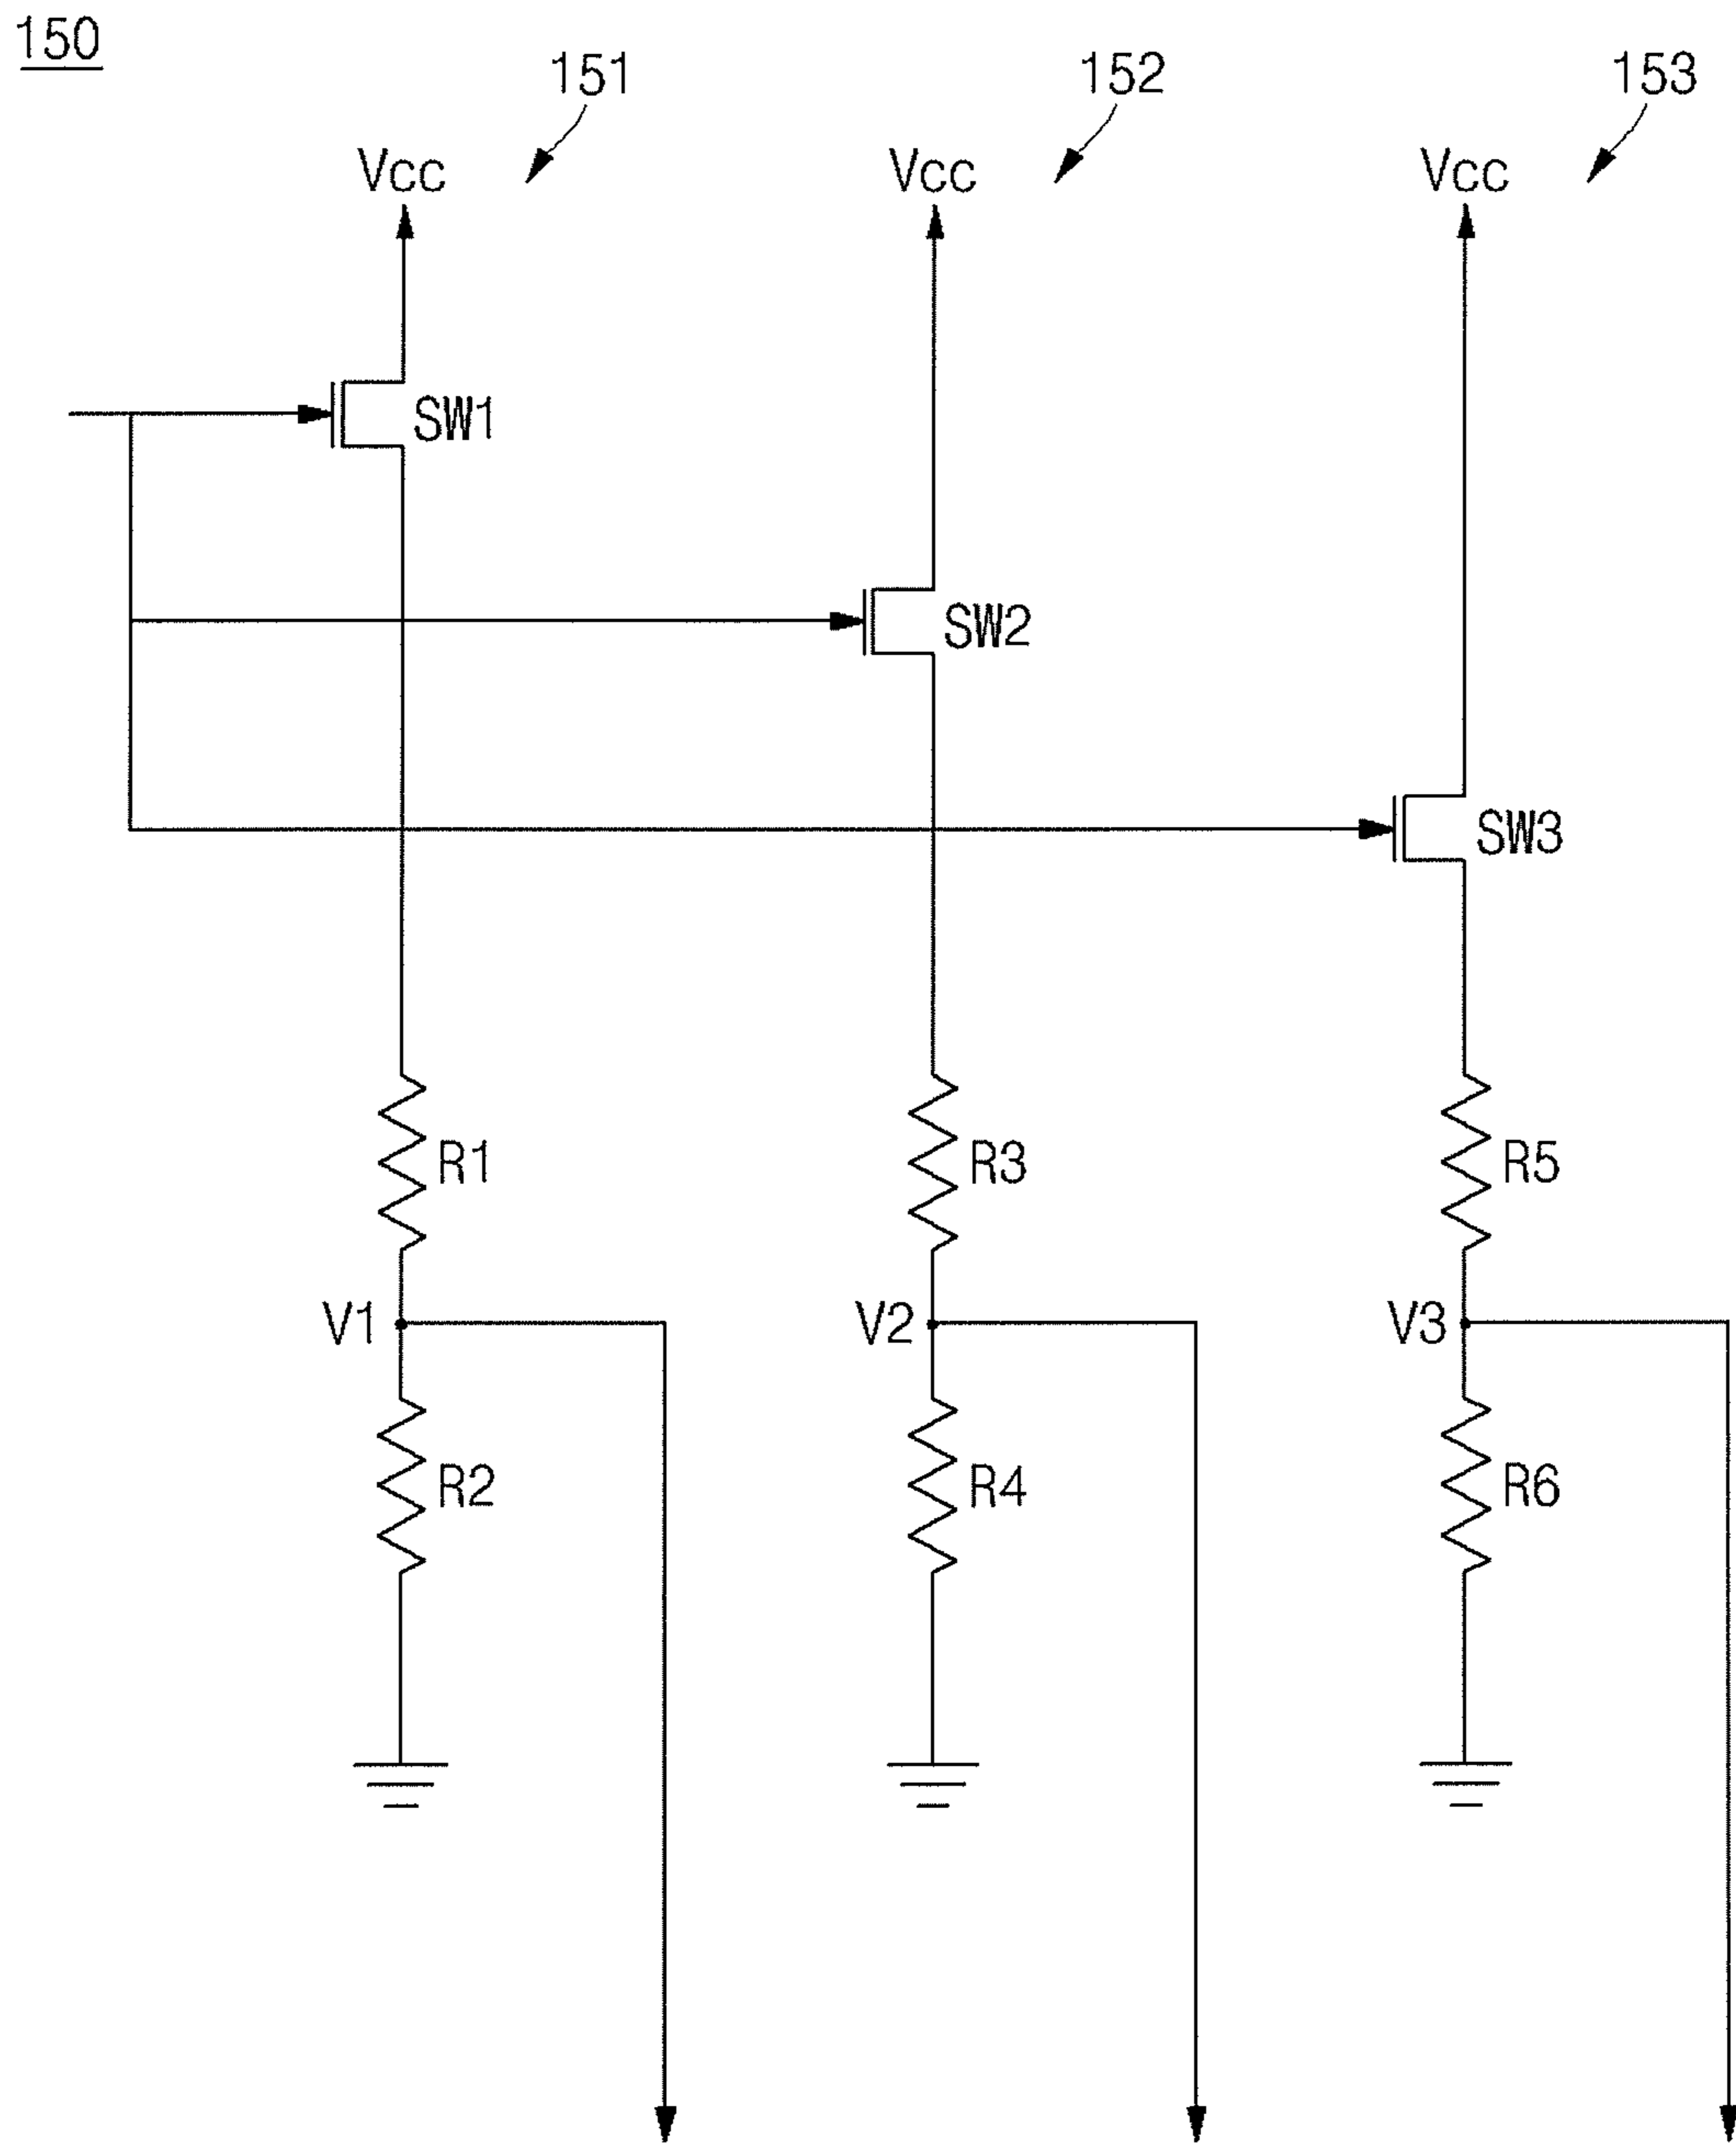 150
151 152 153
Vcc Vcc Vcc
SW1
SW2
SW3
R1 R3 R5
V1 V2 V3
R2 R4 R6